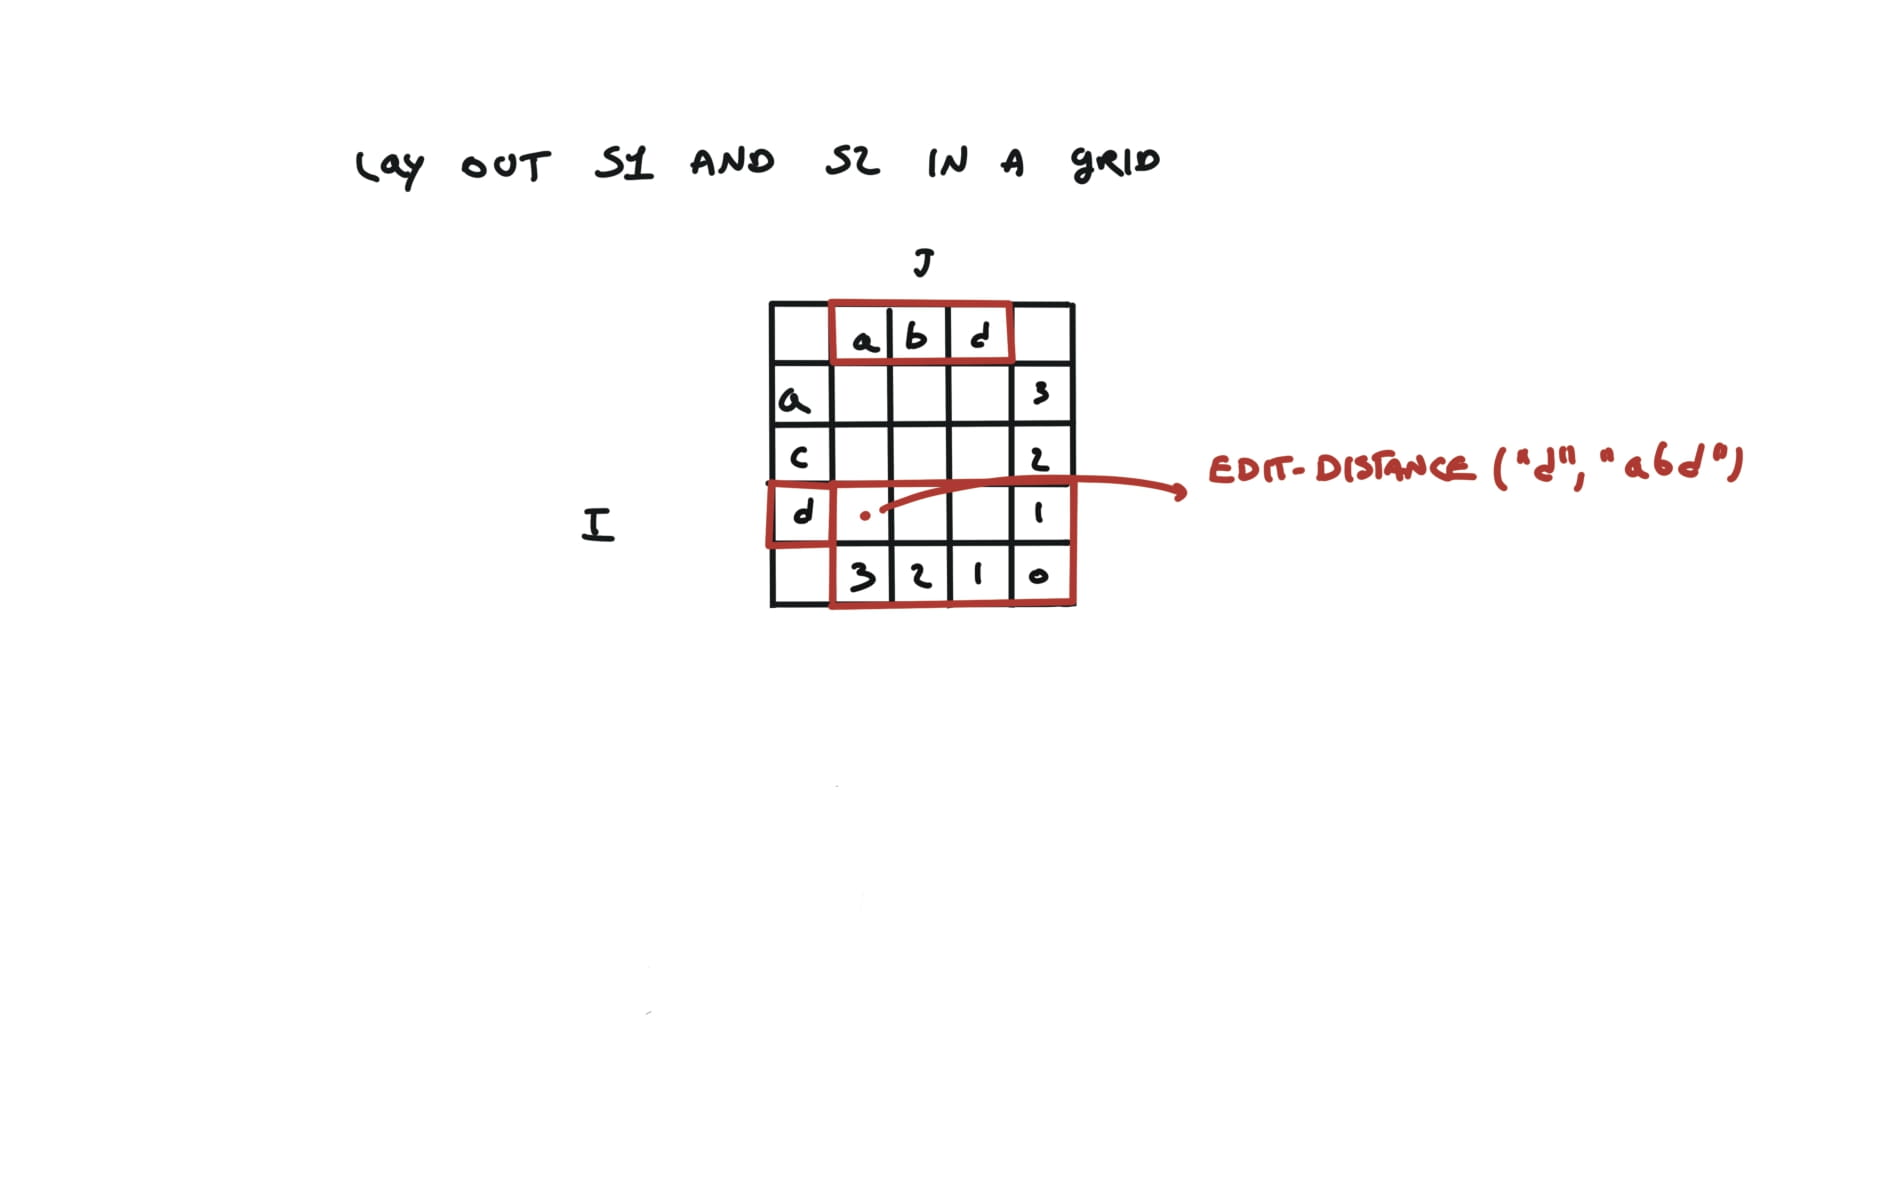 Lay OUT S1 AND S2 IN A gRID
J
a b d
a 3
c 2
EDIT-DISTANCE ("d", "abd")
I d 1
3 2 1 0